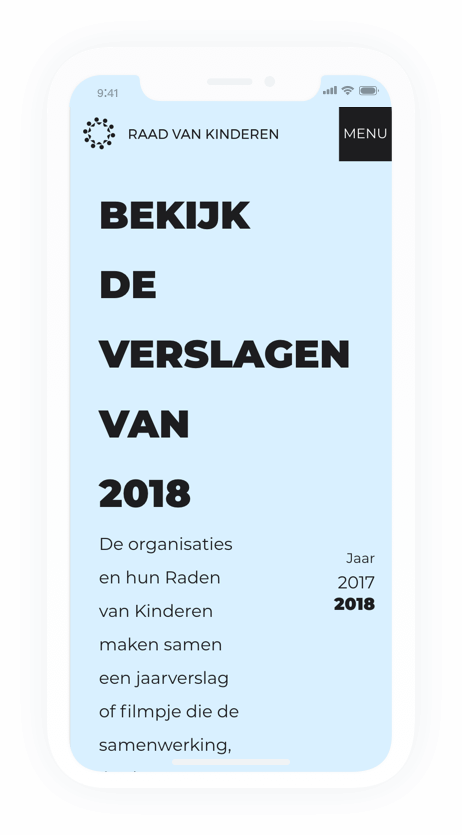 9:41
RAAD VAN KINDEREN
MENU
BEKIJK
DE
VERSLAGEN
VAN
2018
De organisaties
en hun Raden
van Kinderen
maken samen
een jaarverslag
of filmpje die de
samenwerking,
Jaar
2017
2018